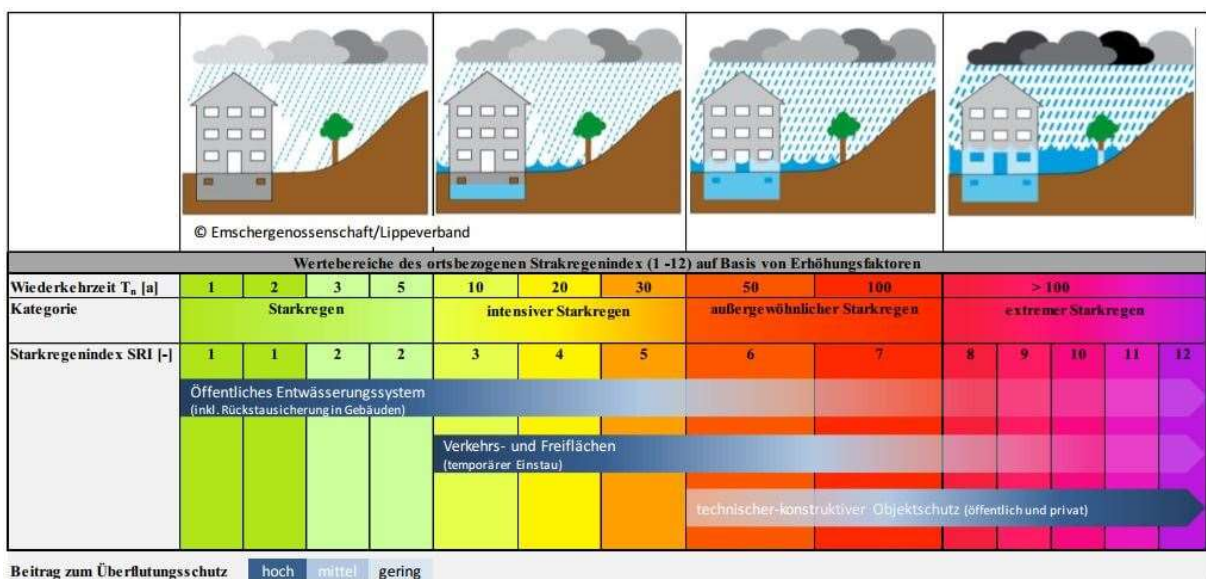 © Emschergenossenschaft/Lippeverband
Wertebereiche des ortsbezogenen Strakregenindex (1 -12) auf Basis von Erhöhungsfaktoren
Wiederkehrzeit Tn [a] 1 2 3 5 10 20 30 50 100 > 100
Kategorie Starkregen intensiver Starkregen außergewöhnlicher Starkregen extremer Starkregen
Starkregenindex SRI [-] 1 1 2 2 3 4 5 6 7 8 9 10 11 12
Öffentliches Entwässerungssystem
(inkl. Rückstausicherung in Gebäuden)
Verkehrs- und Freiflächen
(temporärer Einstau)
technischer-konstruktiver Objektschutz (öffentlich und privat)
Beitrag zum Überflutungsschutz hoch mittel gering